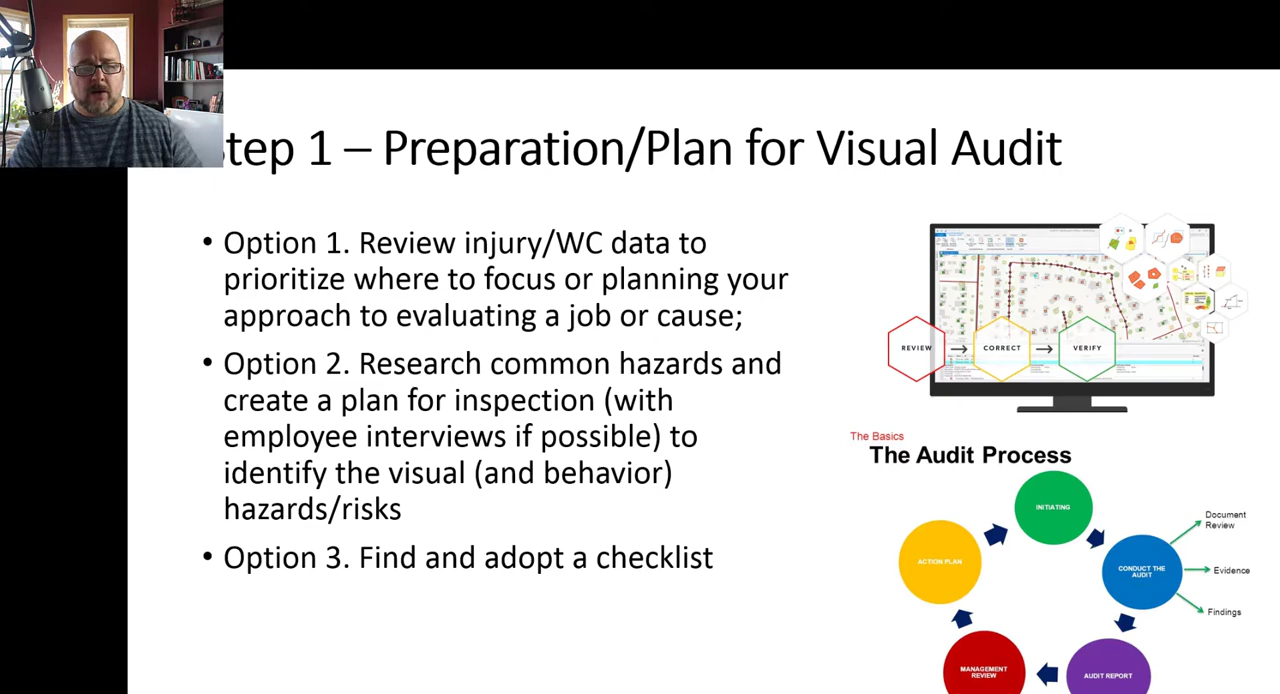 tep 1 – Preparation/Plan for Visual Audit
• Option 1. Review injury/WC data to
prioritize where to focus or planning your
approach to evaluating a job or cause;
• Option 2. Research common hazards and
create a plan for inspection (with
employee interviews if possible) to
identify the visual (and behavior)
hazards/risks
• Option 3. Find and adopt a checklist
REVIEW
CORRECT
VERIFY
The Basics
The Audit Process
INITIATING
CONDUCT THE
AUDIT
Document
Review
Evidence
Findings
AUDIT REPORT
MANAGEMENT
REVIEW
ACTION PLAN